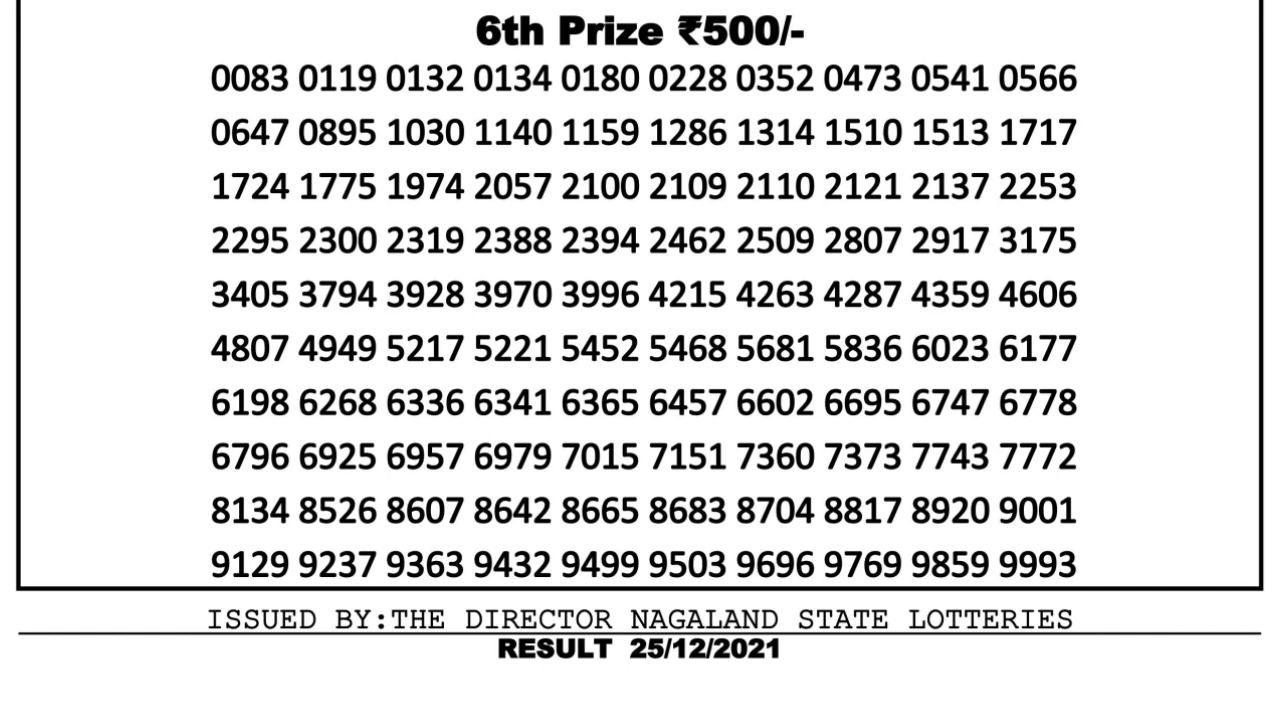 6th Prize ₹500/-
0083 0119 0132 0134 0180 0228 0352 0473 0541 0566
0647 0895 1030 1140 1159 1286 1314 1510 1513 1717
1724 1775 1974 2057 2100 2109 2110 2121 2137 2253
2295 2300 2319 2388 2394 2462 2509 2807 2917 3175
3405 3794 3928 3970 3996 4215 4263 4287 4359 4606
4807 4949 5217 5221 5452 5468 5681 5836 6023 6177
6198 6268 6336 6341 6365 6457 6602 6695 6747 6778
6796 6925 6957 6979 7015 7151 7360 7373 7743 7772
8134 8526 8607 8642 8665 8683 8704 8817 8920 9001
9129 9237 9363 9432 9499 9503 9696 9769 9859 9993
ISSUED BY:THE DIRECTOR NAGALAND STATE LOTTERIES
RESULT 25/12/2021